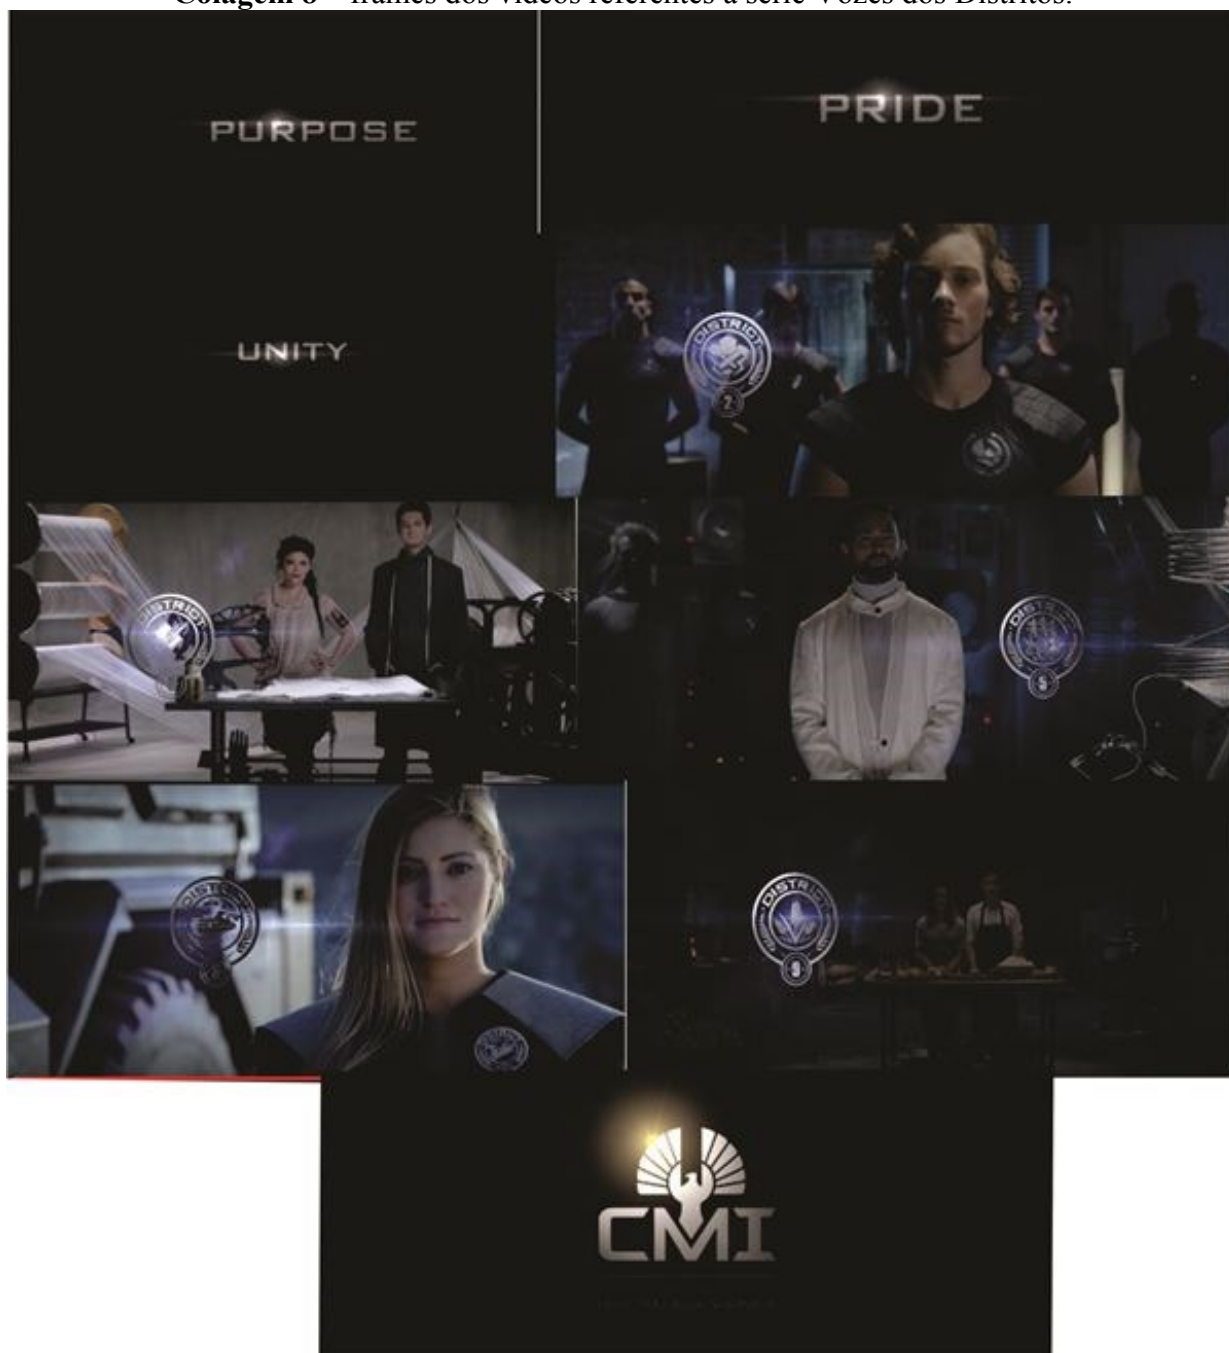 Colagem 8 – frames dos vídeos referentes à série Vozes dos Distritos.
PURPOSE
PRIDE
UNITY
DISTRICT
2
DISTRICT
DISTRICT
5
DISTRICT
DISTRICT
DISTRICT
9
CMI